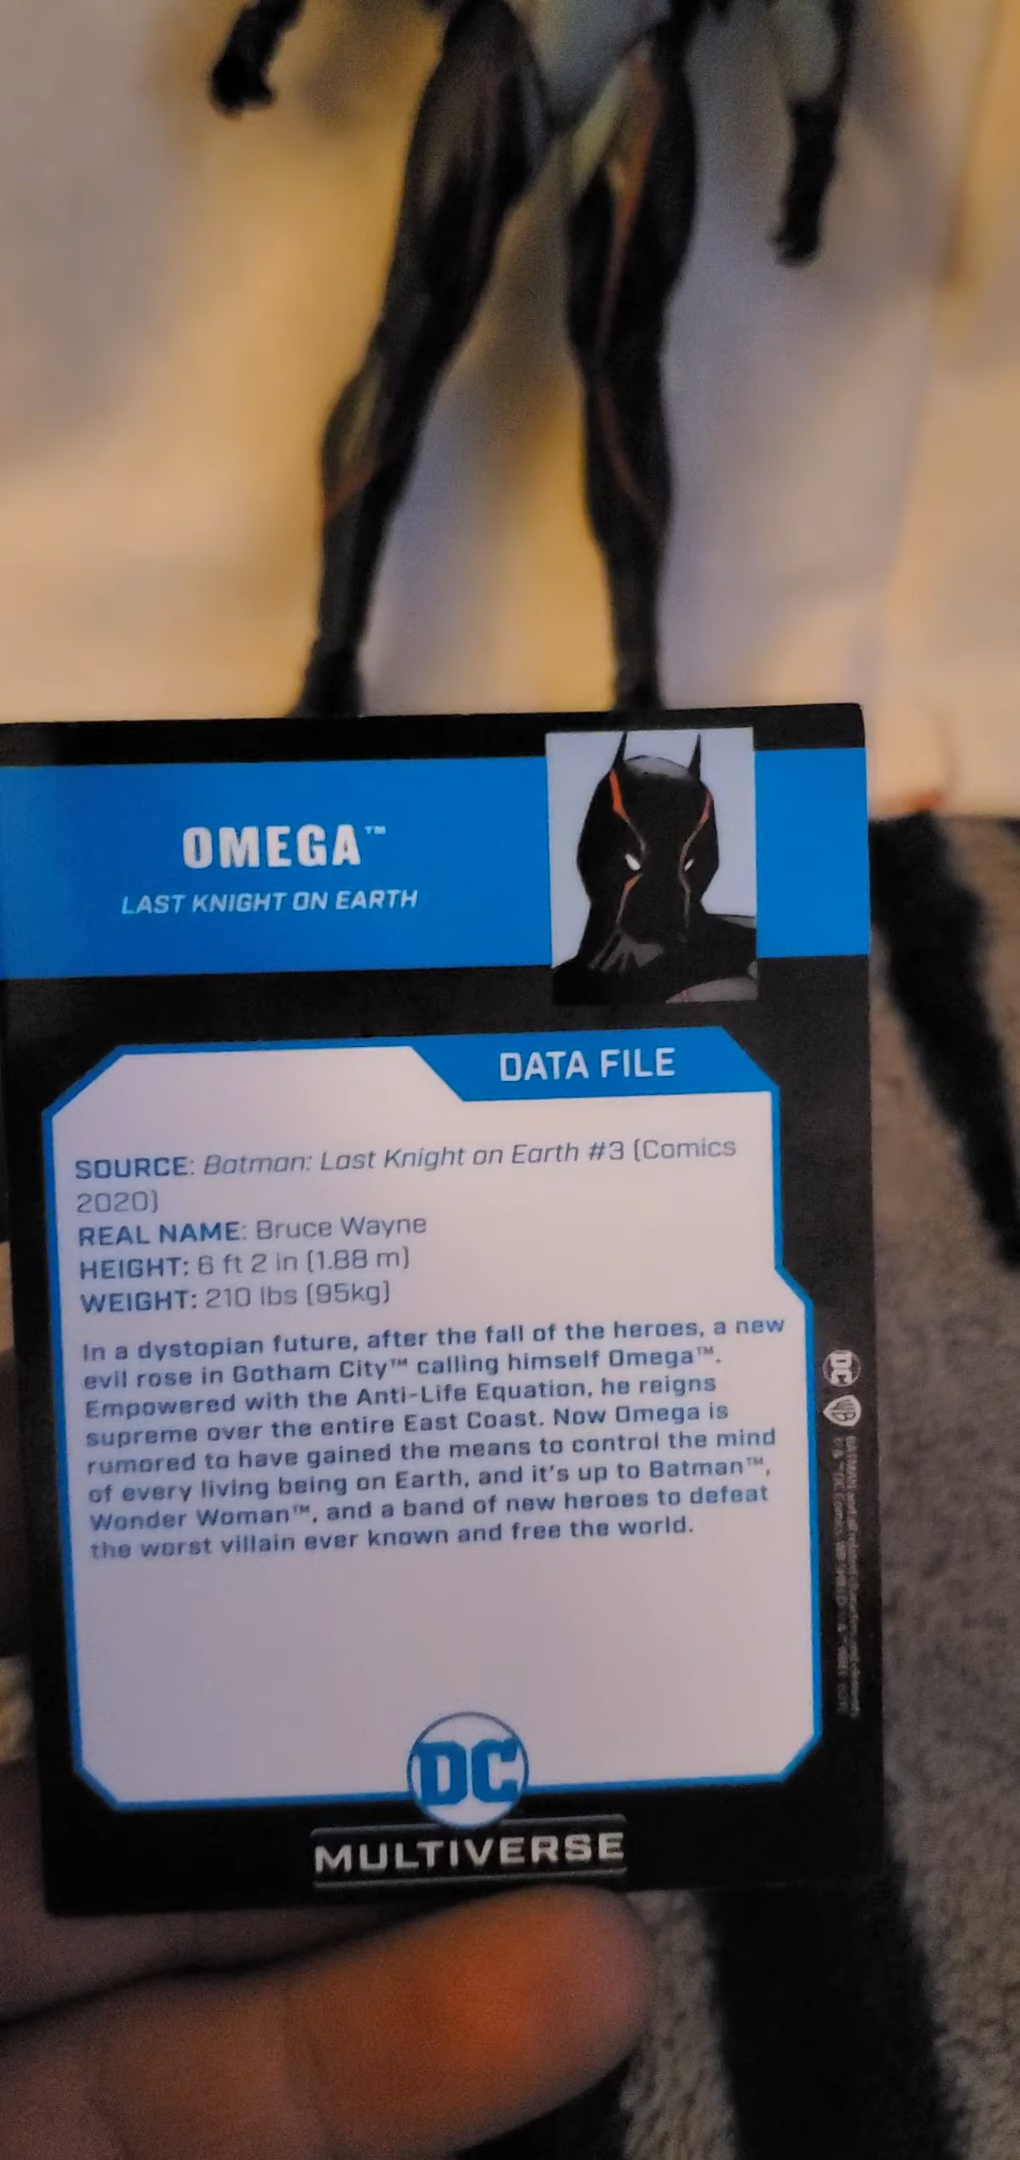 OMEGA™
LAST KNIGHT ON EARTH
DATA FILE
SOURCE: Batman: Last Knight on Earth #3 (Comics
2020)
REAL NAME: Bruce Wayne
HEIGHT: 6 ft 2 in (1.88 m)
WEIGHT: 210 lbs (95kg)
In a dystopian future, after the fall of the heroes, a new
evil rose in Gotham City™ calling himself Omega™.
Empowered with the Anti-Life Equation, he reigns
supreme over the entire East Coast. Now Omega is
rumored to have gained the means to control the mind
of every living being on Earth, and it's up to Batman™,
Wonder Woman™, and a band of new heroes to defeat
the worst villain ever known and free the world.
DC
MULTIVERSE
DC
WB